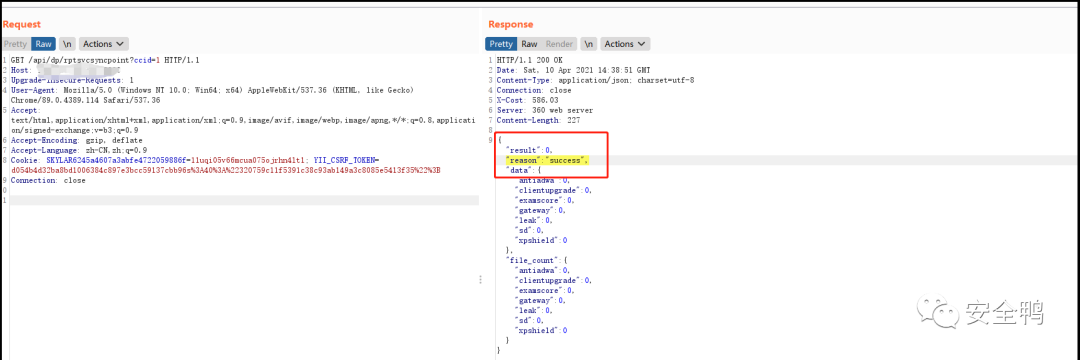 Request
Pretty Raw \n Actions
1 GET /api/dp/rptsvcsyncpoint?ccid=1 HTTP/1.1
2 Host:
3 Upgrade-Insecure-Requests: 1
4 User-Agent: Mozilla/5.0 (Windows NT 10.0; Win64; x64) AppleWebKit/537.36 (KHTML, like Gecko)
Chrome/89.0.4389.114 Safari/537.36
5 Accept:
text/html,application/xhtml+xml,application/xml;q=0.9,image/avif,image/webp,image/apng,*/*;q=0.8,applicati
on/signed-exchange;v=b3;q=0.9
6 Accept-Encoding: gzip, deflate
7 Accept-Language: zh-CN,zh;q=0.9
8 Cookie: SKYLAR6245a4607a3abfe4722059886f=11uqi05v66mcua075ojrhn41t1; YII_CSRF_TOKEN=
d054b4d32ba8bd1006384c897e3bcc59137cbb96s%3A40%3A%22320759c11f5391c38c93ab149a3c8085e5413f35%22%3B
9 Connection: close
0
1
Response
Pretty Raw Render \n Actions
1 HTTP/1.1 200 OK
2 Date: Sat, 10 Apr 2021 14:38:51 GMT
3 Content-Type: application/json; charset=utf-8
4 Connection: close
5 X-Cost: 586.03
6 Server: 360 web server
7 Content-Length: 227
8
9 {
"result":0,
"reason":"success",
"data":{
"antiadwa":0,
"clientupgrade":0,
"examscore":0,
"gateway":0,
"leak":0,
"sd":0,
"xpshield":0
},
"file_count":{
"antiadwa":0,
"clientupgrade":0,
"examscore":0,
"gateway":0,
"leak":0,
"sd":0,
"xpshield":0
}
}
安全鸭